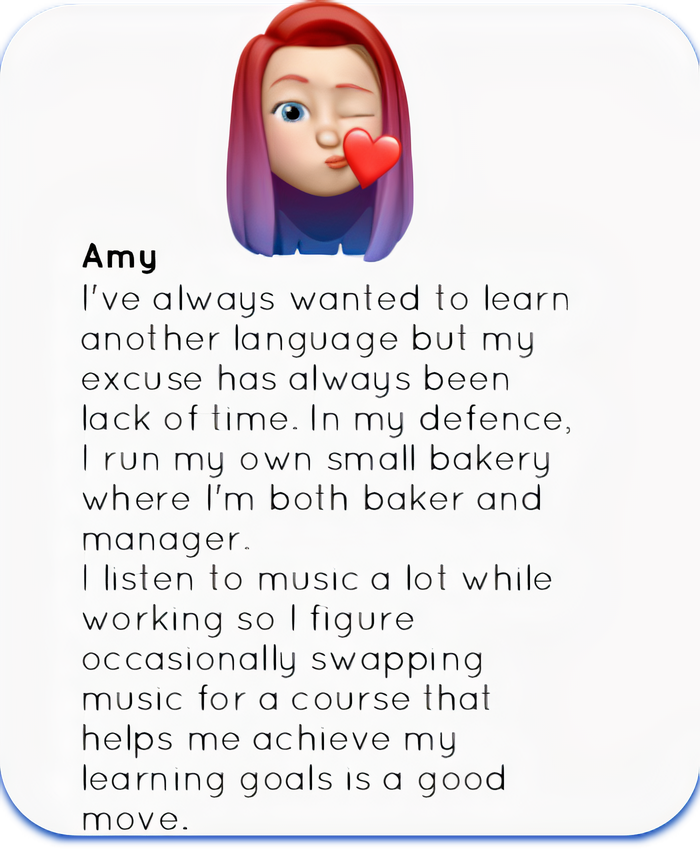 Amy
I've always wanted to learn
another language but my
excuse has always been
lack of time. In my defence,
I run my own small bakery
where I'm both baker and
manager.
I listen to music a lot while
working so I figure
occasionally swapping
music for a course that
helps me achieve my
learning goals is a good
move.